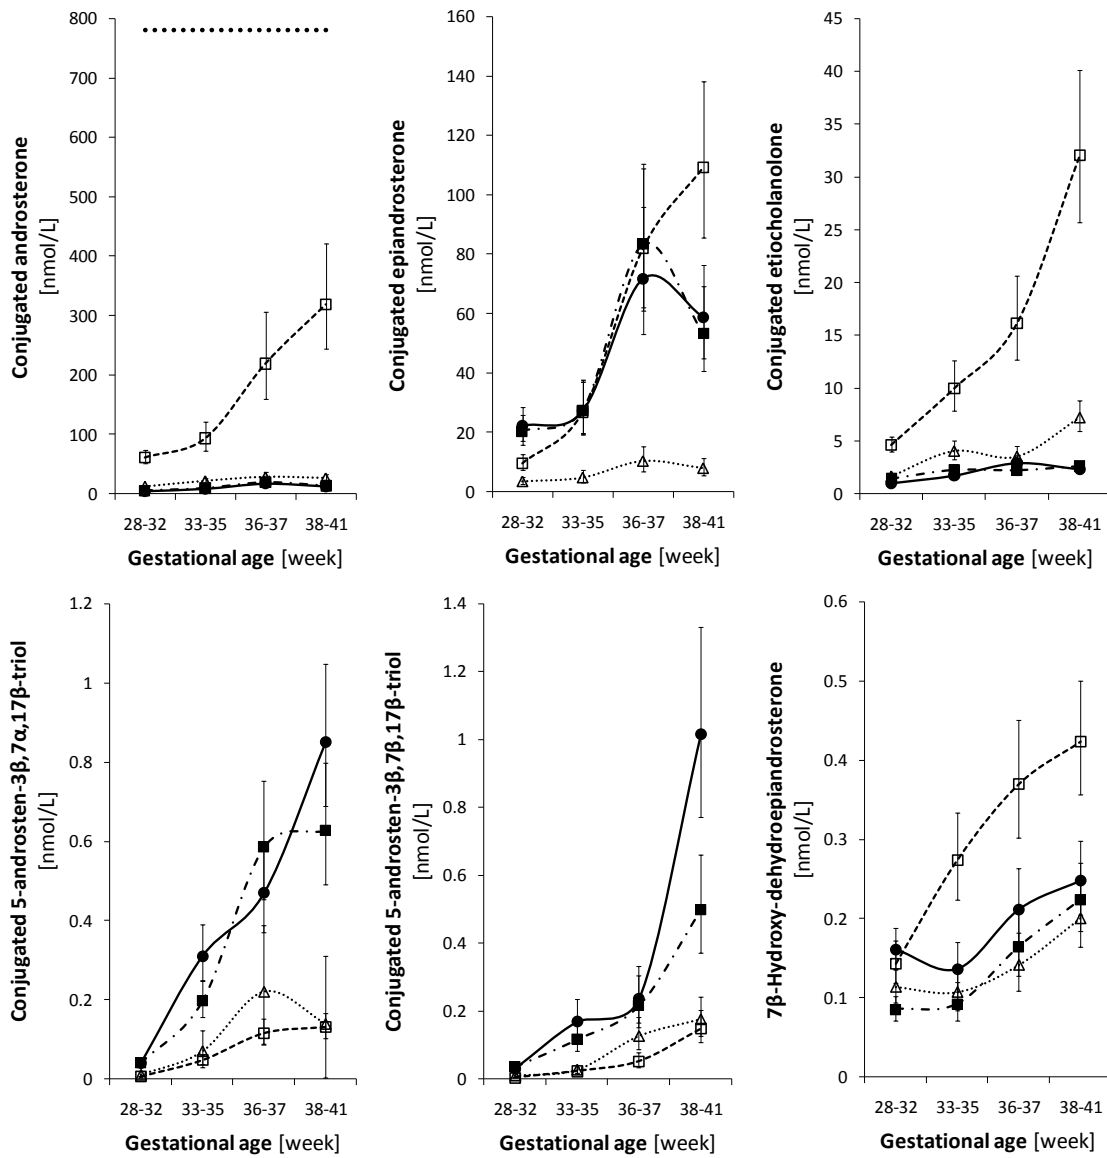 Conjugated androsterone
[nmol/L]
800
700
600
500
400
300
200
100
0
28-32 33-35 36-37 38-41
Gestational age [week]
Conjugated epiandrosterone
[nmol/L]
160
140
120
100
80
60
40
20
0
28-32 33-35 36-37 38-41
Gestational age [week]
Conjugated etiocholanolone
[nmol/L]
45
40
35
30
25
20
15
10
5
0
28-32 33-35 36-37 38-41
Gestational age [week]
Conjugated 5-androsten-3β,7α,17β-triol
[nmol/L]
1.2
1
0.8
0.6
0.4
0.2
0
28-32 33-35 36-37 38-41
Gestational age [week]
Conjugated 5-androsten-3β,7β,17β-triol
[nmol/L]
1.4
1.2
1
0.8
0.6
0.4
0.2
0
28-32 33-35 36-37 38-41
Gestational age [week]
7β-Hydroxy-dehydroepiandrosterone
[nmol/L]
0.6
0.5
0.4
0.3
0.2
0.1
0
28-32 33-35 36-37 38-41
Gestational age [week]